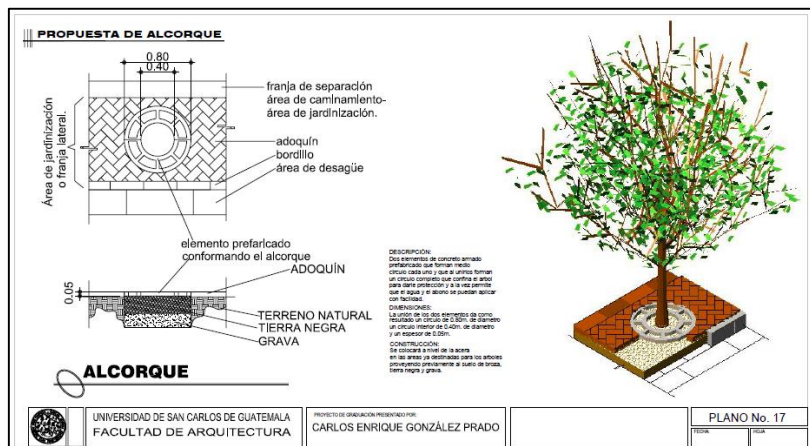 PROPUESTA DE ALCORQUE
0.80
0.40
franja de separación
área de caminamiento-
área de jardinización.
Área de jardinización
o franja lateral.
adoquín
bordillo
área de desagüe
elemento prefaricado
conformando el alcorque
ADOQUÍN
0.05
TERRENO NATURAL
TIERRA NEGRA
GRAVA
ALCORQUE
DESCRIPCIÓN:
Dos elementos de concreto armado
prefabricado que forman medio
círculo cada uno y que al unirlos forman
un círculo completo que confina el arbol
para darle protección y a la vez permite
que el agua y el abono se puedan aplicar
con facilidad.
DIMENSIONES:
La unión de los dos elementos da como
resultado un círculo de 0.80m. de diametro
un círculo interior de 0.40m. de diametro
y un espesor de 0.05m.
CONSTRUCCIÓN:
Se colocará a nivel de la acera
en las areas ya destinadas para los arboles
proveyendo previamente al suelo de broza,
tierra negra y grava.
UNIVERSIDAD DE SAN CARLOS DE GUATEMALA
FACULTAD DE ARQUITECTURA
PROYECTO DE GRADUACIÓN PRESENTADO POR:
CARLOS ENRIQUE GONZÁLEZ PRADO
PLANO No. 17
FECHA:
HOJA: